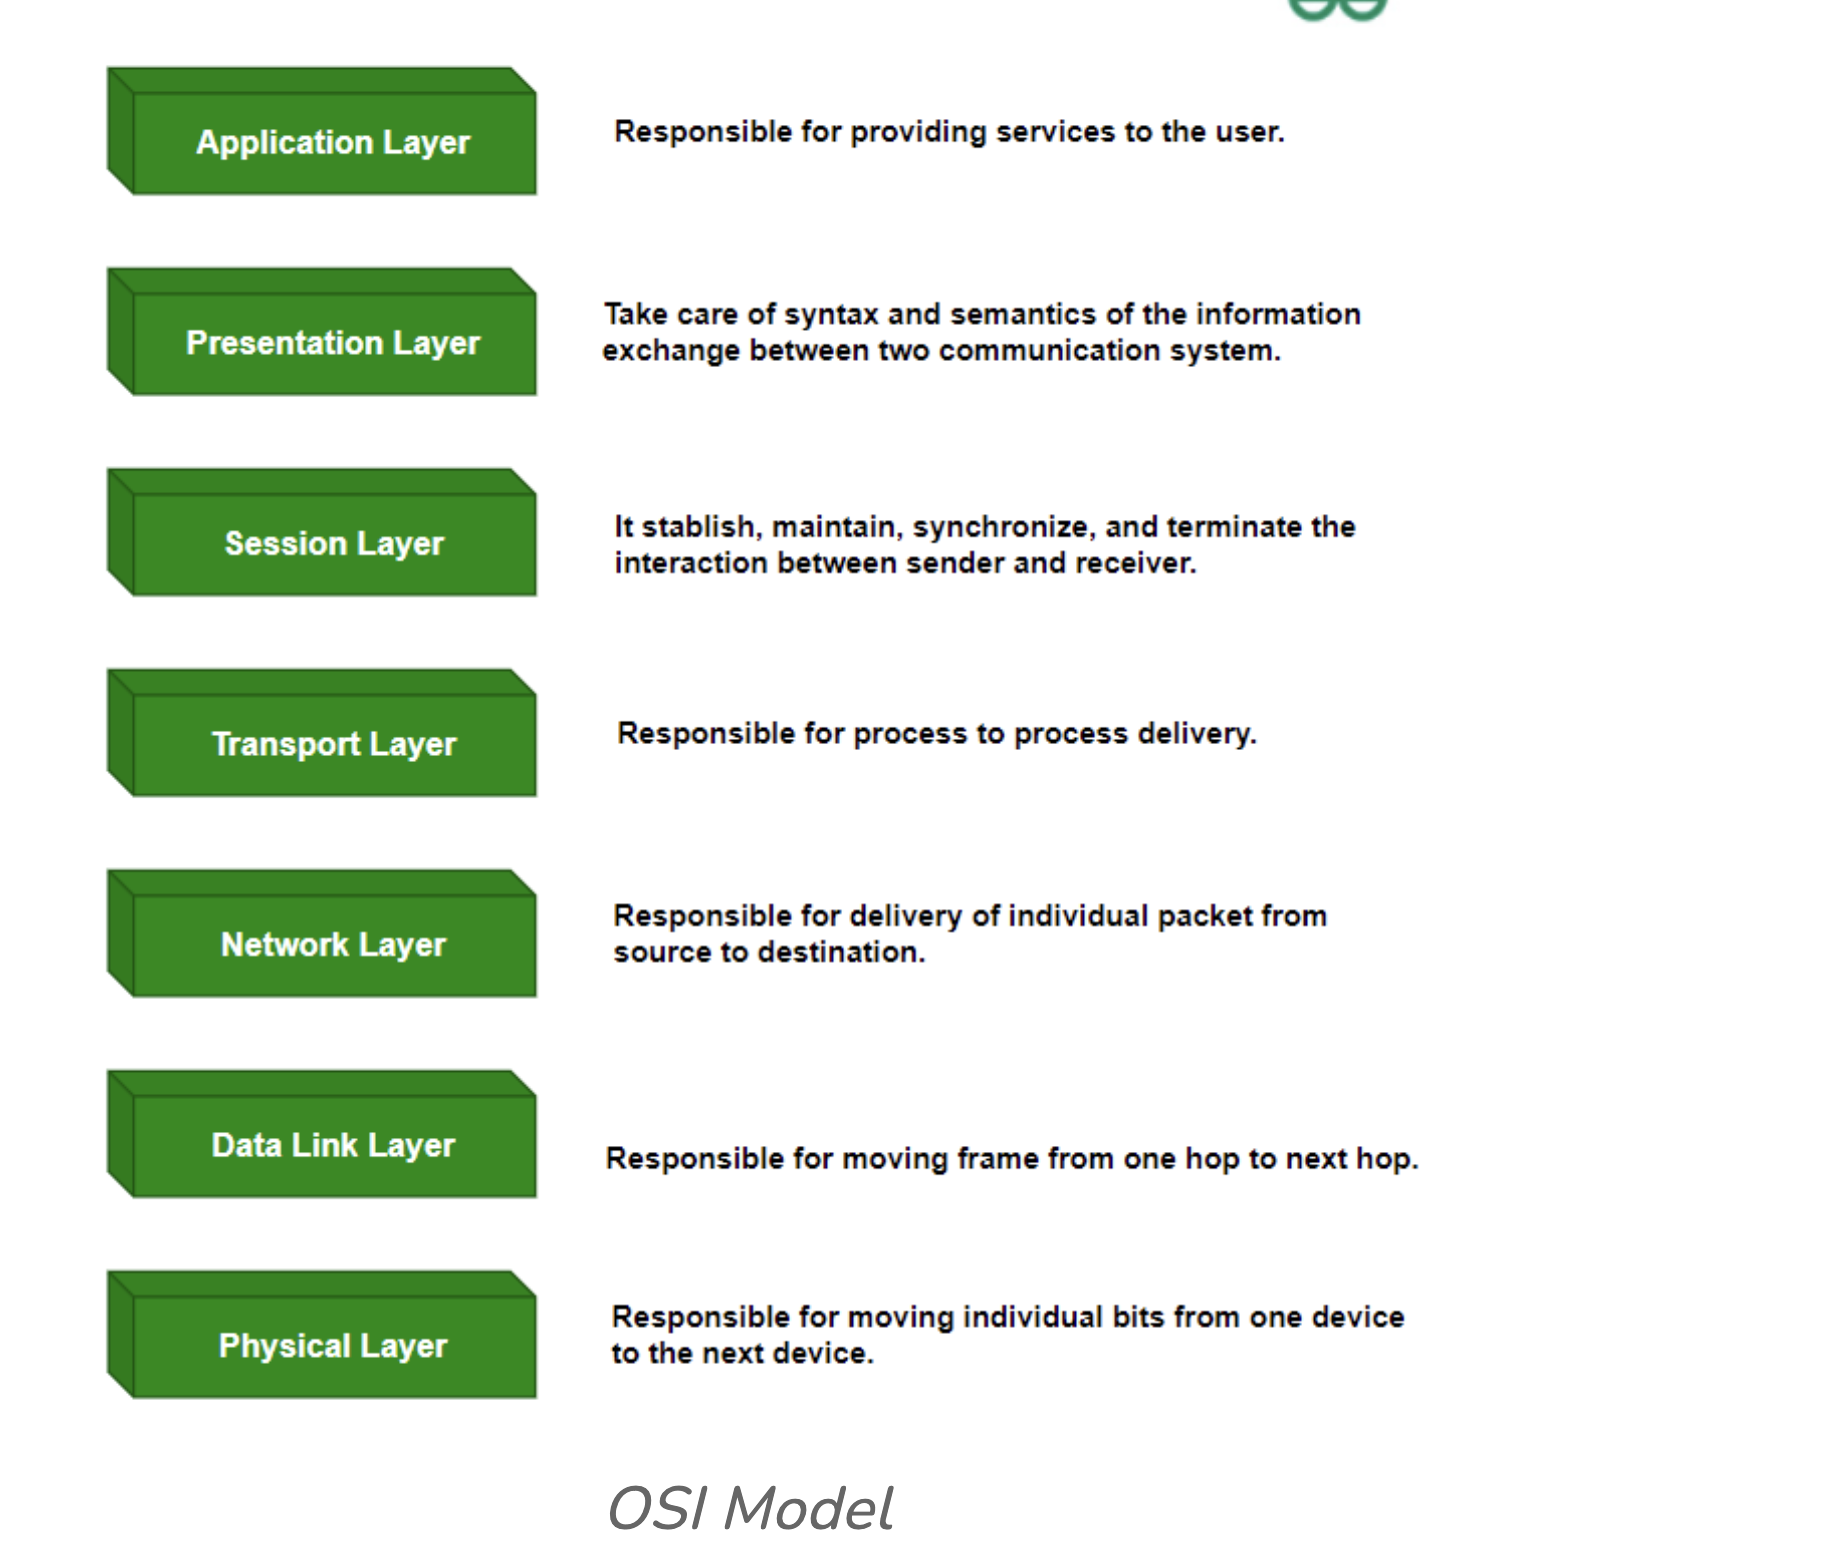 Application Layer
Responsible for providing services to the user.
Presentation Layer
Take care of syntax and semantics of the information
exchange between two communication system.
Session Layer
It stablish, maintain, synchronize, and terminate the
interaction between sender and receiver.
Transport Layer
Responsible for process to process delivery.
Network Layer
Responsible for delivery of individual packet from
source to destination.
Data Link Layer
Responsible for moving frame from one hop to next hop.
Physical Layer
Responsible for moving individual bits from one device
to the next device.
OSI Model